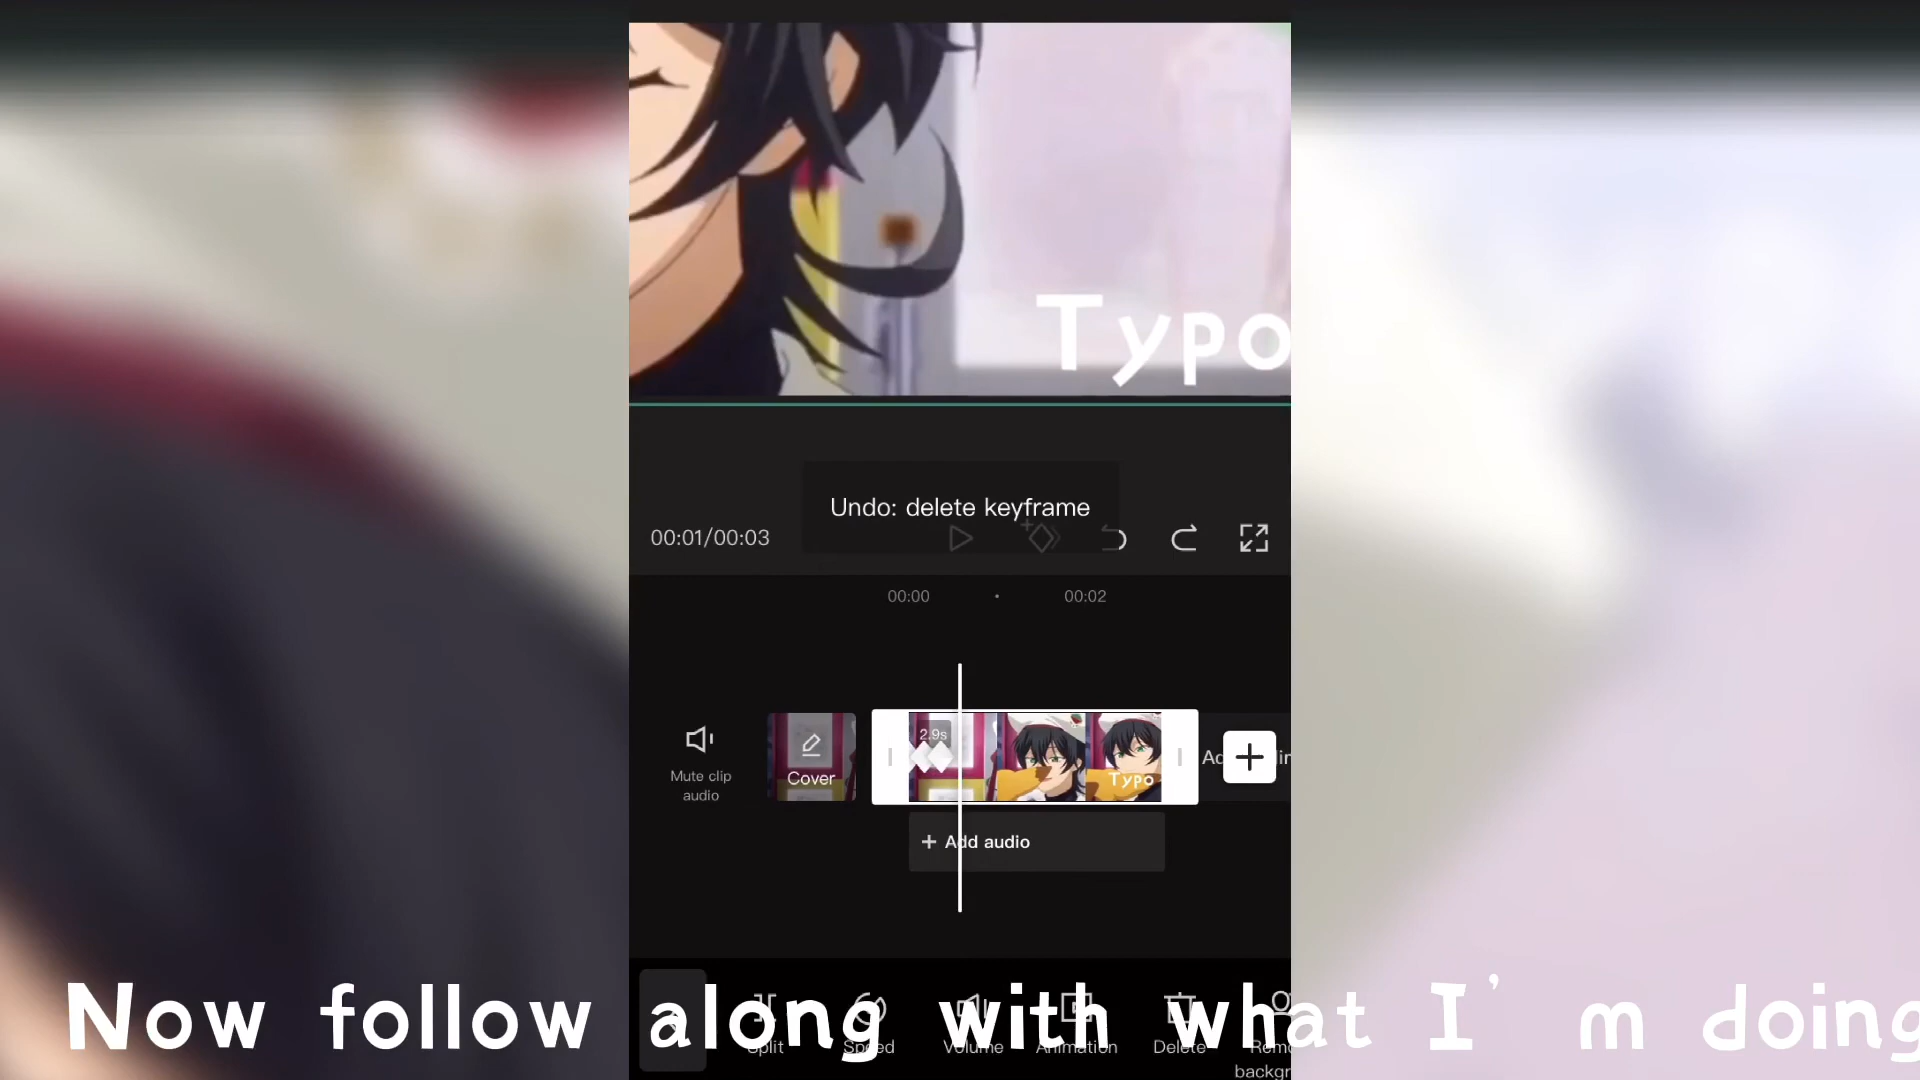 Typo
Undo: delete keyframe
00:01/00:03
00:00
00:02
2.9s
Cover
Typo
Mute clip
audio
+ Add audio
Now follow along with what I'm doing
Split
Speed
Volume
Animation
Delete